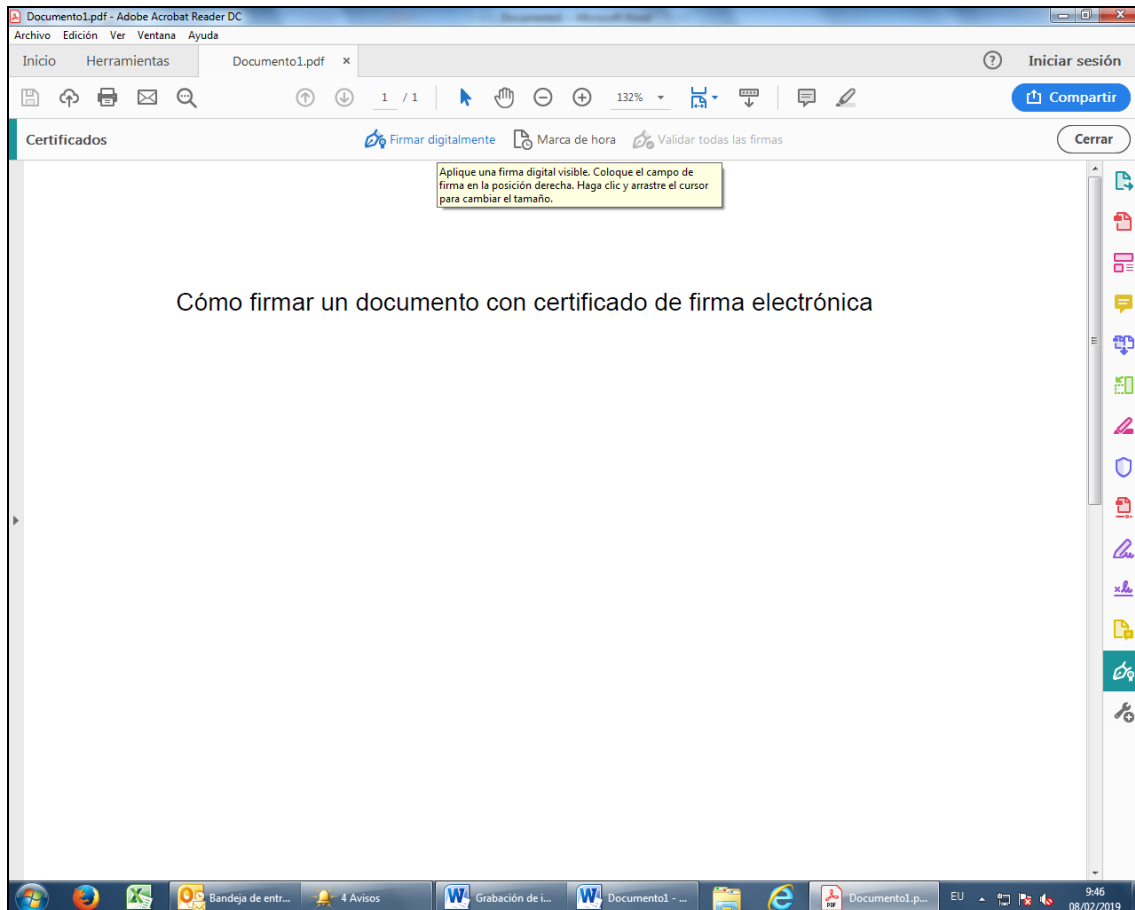 Documento1.pdf - Adobe Acrobat Reader DC
Archivo Edición Ver Ventana Ayuda
Inicio Herramientas Documento1.pdf × ? Iniciar sesión
1 / 1 132% Compartir
Certificados Firmar digitalmente Marca de hora Validar todas las firmas Cerrar
Aplique una firma digital visible. Coloque el campo de
firma en la posición derecha. Haga clic y arrastre el cursor
para cambiar el tamaño.
Cómo firmar un documento con certificado de firma electrónica
Bandeja de entr... 4 Avisos Grabación de i... Documento1 - ... Documento1.p... EU 9:46
08/02/2019